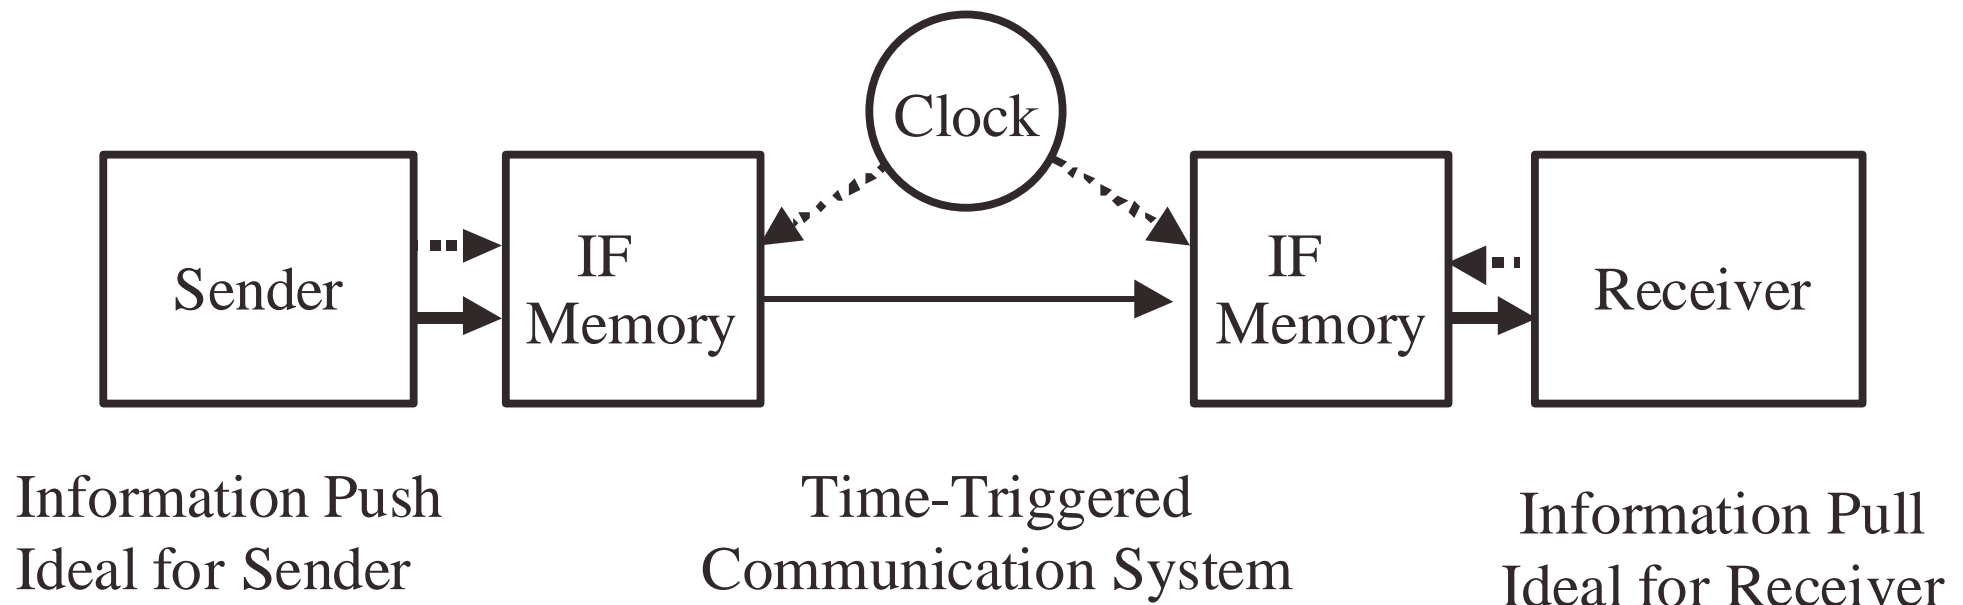 Clock
Sender
IF
Memory
IF
Memory
Receiver
Information Push
Ideal for Sender
Time-Triggered
Communication System
Information Pull
Ideal for Receiver